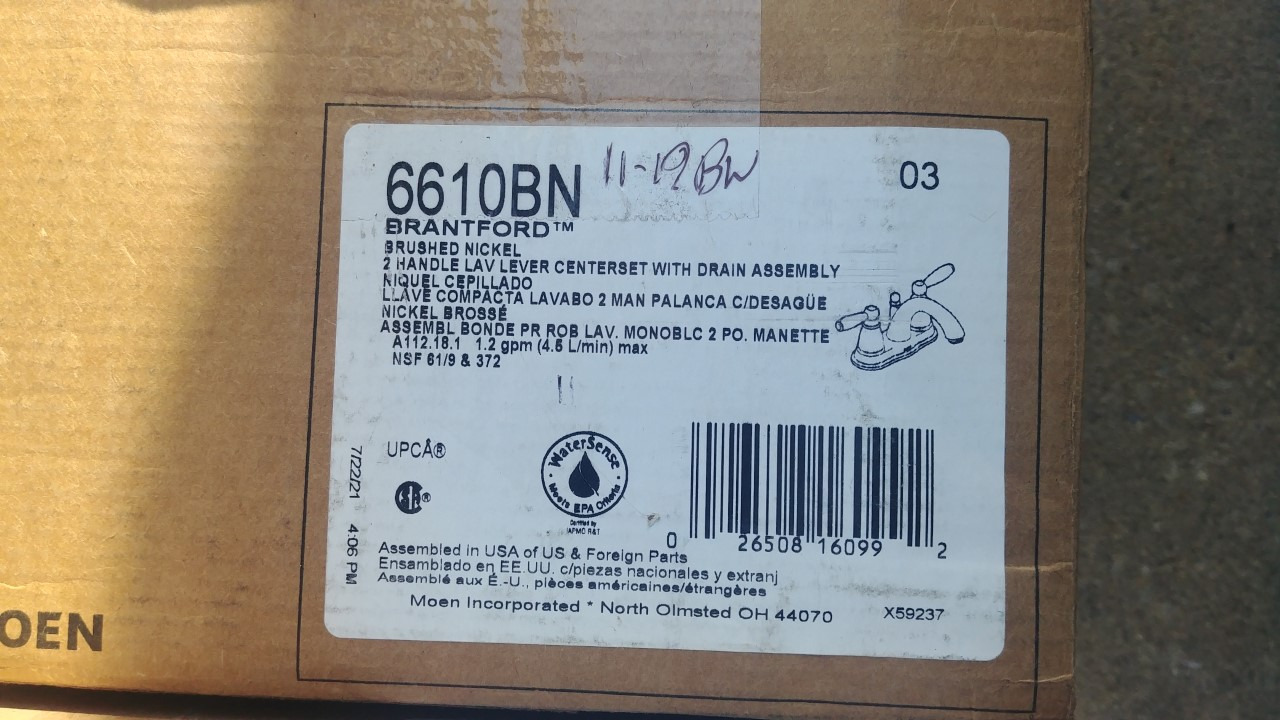 6610BN 11-19 BW 03
BRANTFORD™
BRUSHED NICKEL
2 HANDLE LAV LEVER CENTERSET WITH DRAIN ASSEMBLY
NIQUEL CEPILLADO
LLAVE COMPACTA LAVABO 2 MAN PALANCA C/DESAGÜE
NICKEL BROSSÉ
ASSEMBL BONDE PR ROB LAV. MONOBLC 2 PO. MANETTE
A112.18.1 1.2 gpm (4.5 L/min) max
NSF 61/9 & 372
11
7/22/21 4:06 PM
UPCÂ®
WaterSense
Meets EPA Criteria
Certified by
IAPMO R&T
0 26508 16099 2
Assembled in USA of US & Foreign Parts
Ensamblado en EE.UU. c/piezas nacionales y extranj
Assemblé aux É.-U., pièces américaines/étrangères
Moen Incorporated * North Olmsted OH 44070 X59237
OEN